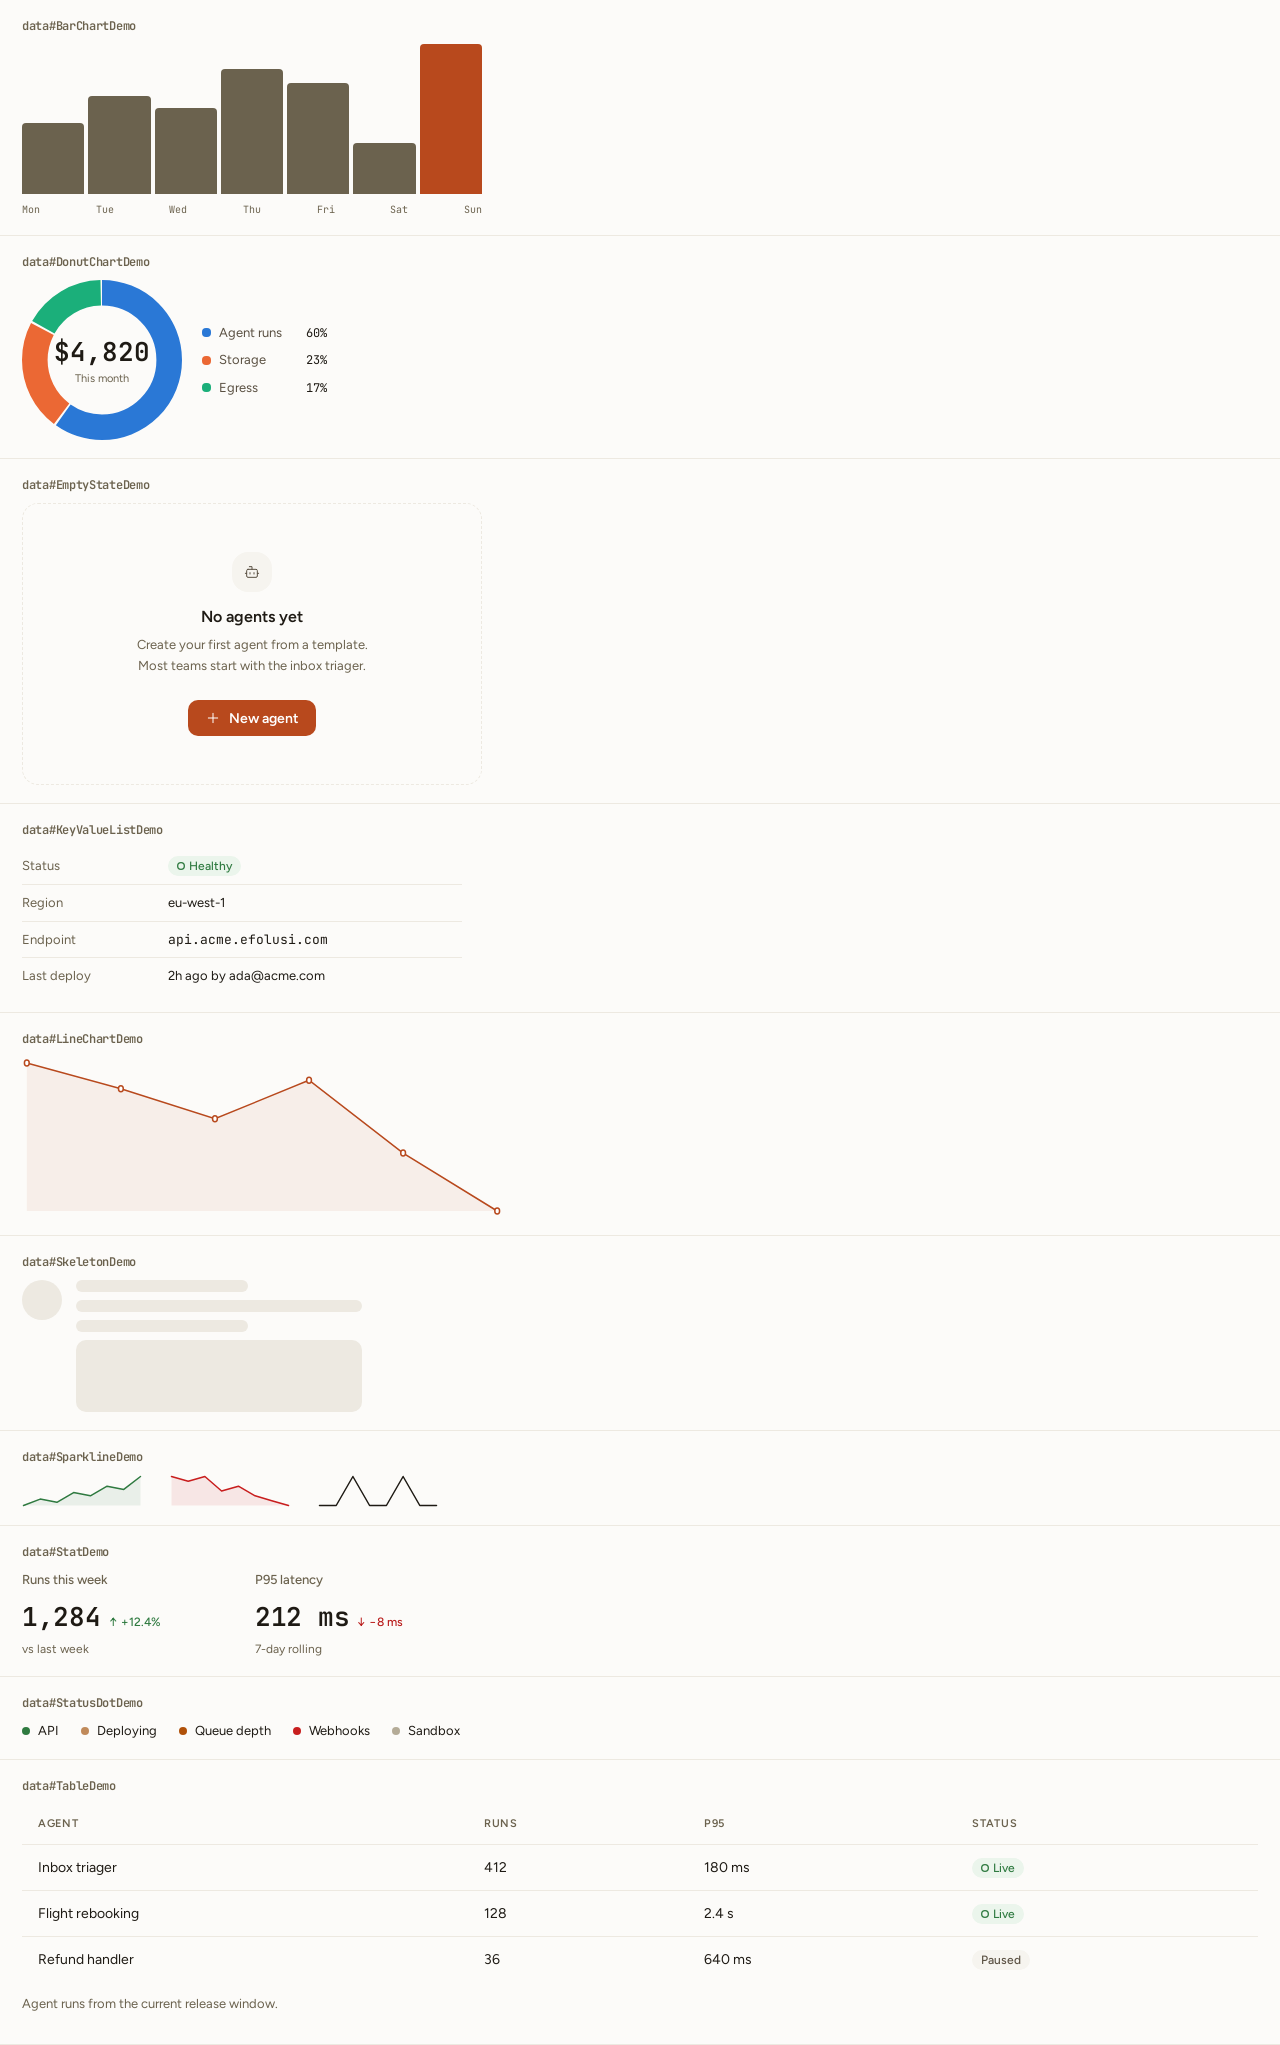 data#BarChartDemo
Mon Tue Wed Thu Fri Sat Sun
data#DonutChartDemo
$4,820
This month
Agent runs 60%
Storage 23%
Egress 17%
data#EmptyStateDemo
No agents yet
Create your first agent from a template.
Most teams start with the inbox triager.
New agent
data#KeyValueListDemo
Status Healthy
Region eu-west-1
Endpoint api.acme.efolusi.com
Last deploy 2h ago by ada@acme.com
data#LineChartDemo
data#SkeletonDemo
data#SparklineDemo
data#StatDemo
Runs this week P95 latency
1,284 ↑ +12.4% 212 ms ↓ -8 ms
vs last week 7-day rolling
data#StatusDotDemo
API Deploying Queue depth Webhooks Sandbox
data#TableDemo
AGENT RUNS P95 STATUS
Inbox triager 412 180 ms Live
Flight rebooking 128 2.4 s Live
Refund handler 36 640 ms Paused
Agent runs from the current release window.